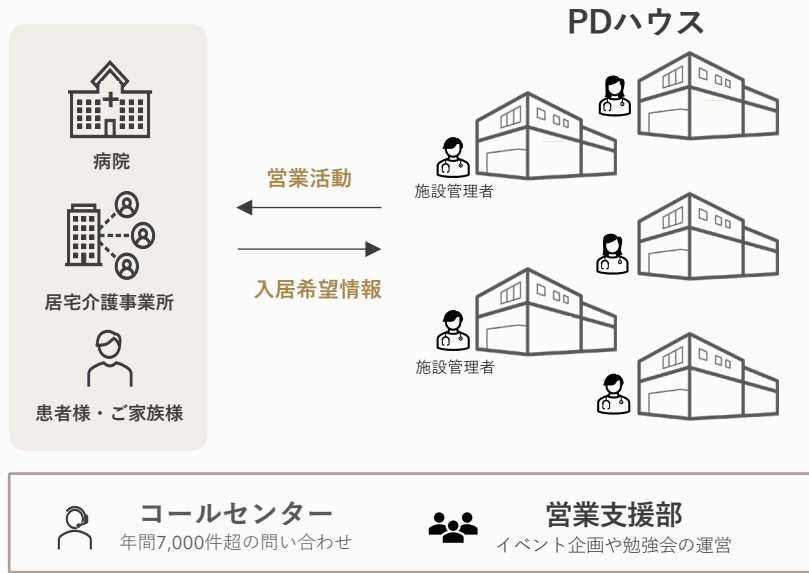 PDハウス
病院
居宅介護事業所
患者様・ご家族様
営業活動
入居希望情報
施設管理者
施設管理者
コールセンター
年間7,000件超の問い合わせ
営業支援部
イベント企画や勉強会の運営